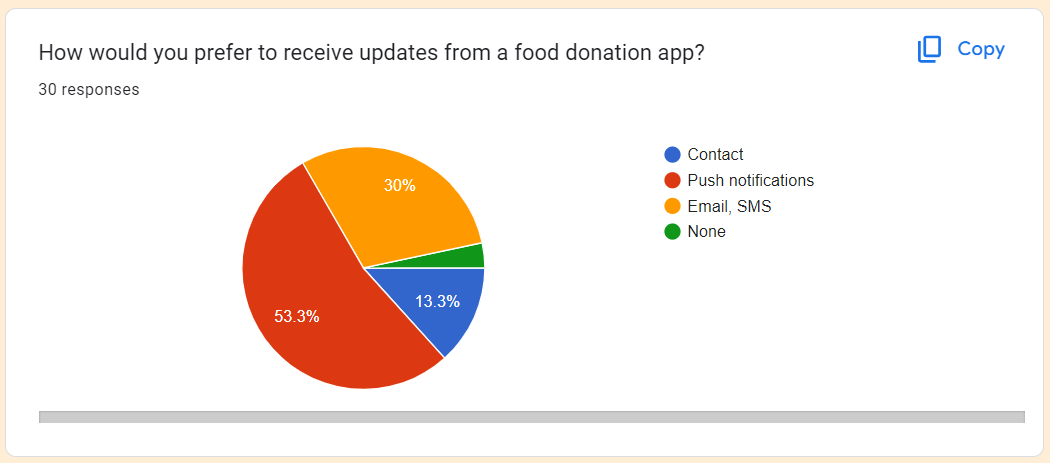 How would you prefer to receive updates from a food donation app?
Copy
30 responses
Contact
Push notifications
Email, SMS
None
30%
13.3%
53.3%